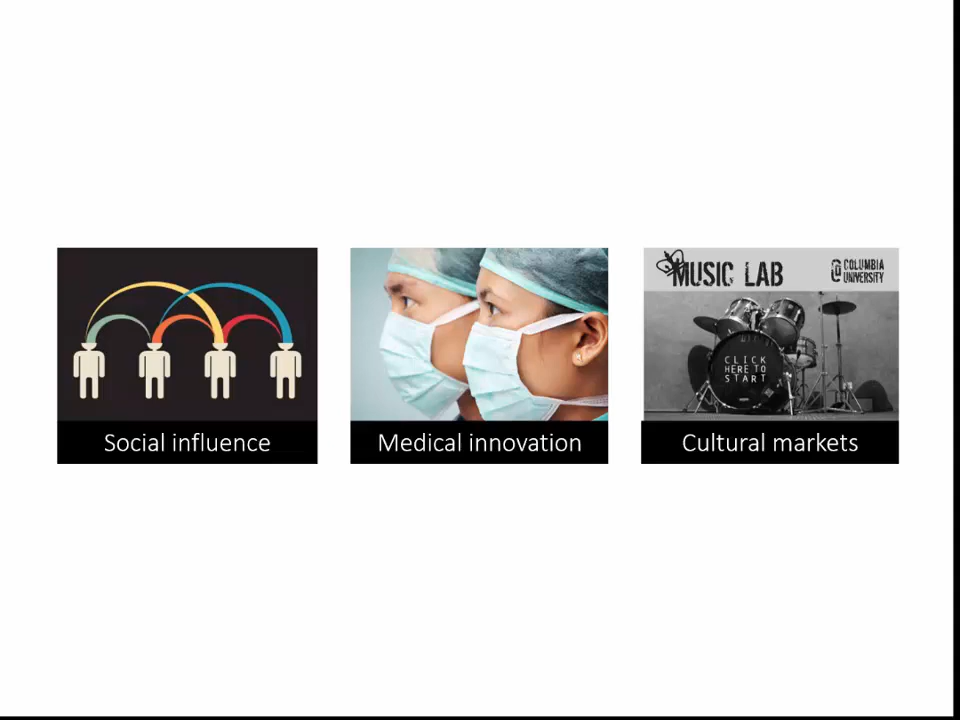 MUSIC LAB
@ COLUMBIA
UNIVERSITY
CLICK
HERE TO
START
Social influence
Medical innovation
Cultural markets